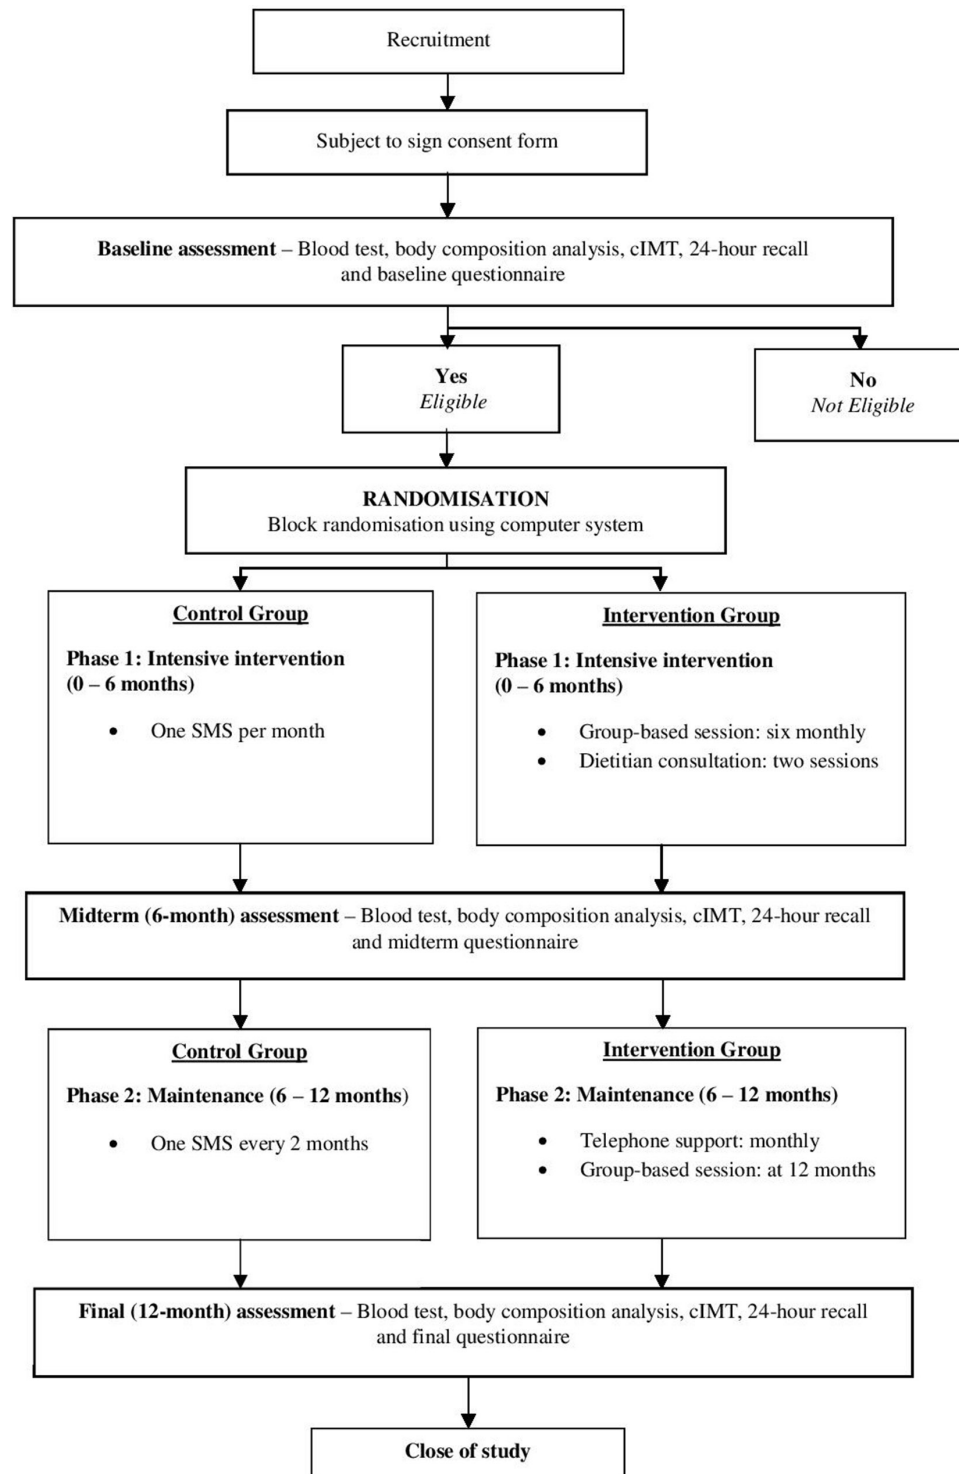 Recruitment
Subject to sign consent form
Baseline assessment – Blood test, body composition analysis, cIMT, 24-hour recall
and baseline questionnaire
Yes
Eligible
No
Not Eligible
RANDOMISATION
Block randomisation using computer system
Control Group
Phase 1: Intensive intervention
(0 – 6 months)
• One SMS per month
Intervention Group
Phase 1: Intensive intervention
(0 – 6 months)
• Group-based session: six monthly
• Dietitian consultation: two sessions
Midterm (6-month) assessment – Blood test, body composition analysis, cIMT, 24-hour recall
and midterm questionnaire
Control Group
Phase 2: Maintenance (6 – 12 months)
• One SMS every 2 months
Intervention Group
Phase 2: Maintenance (6 – 12 months)
• Telephone support: monthly
• Group-based session: at 12 months
Final (12-month) assessment – Blood test, body composition analysis, cIMT, 24-hour recall
and final questionnaire
Close of study